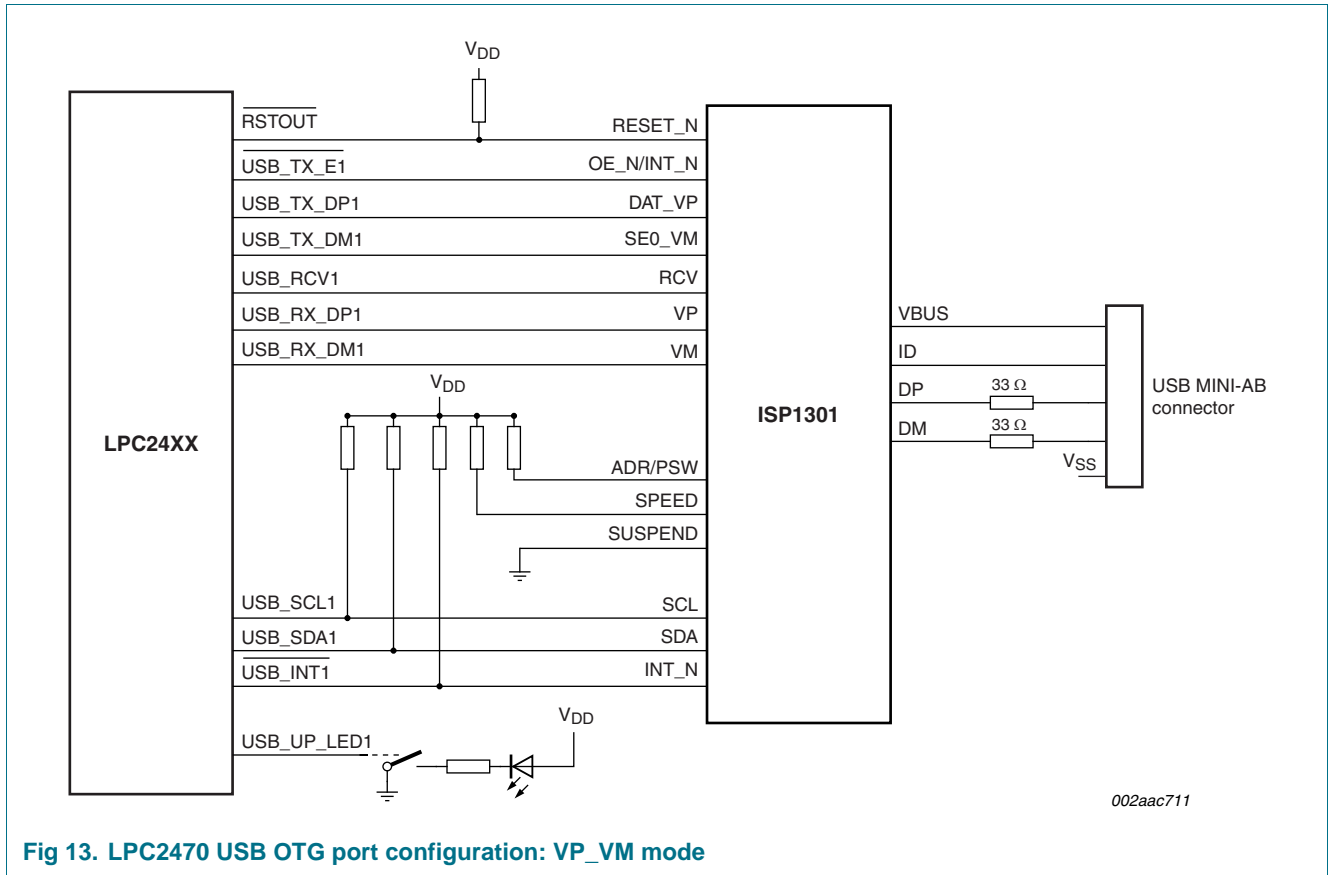 VDD
RSTOUT
RESET_N
USB_TX_E1
OE_N/INT_N
USB_TX_DP1
DAT_VP
USB_TX_DM1
SE0_VM
USB_RCV1
RCV
USB_RX_DP1
VP
USB_RX_DM1
VM
LPC24XX
ISP1301
VBUS
ID
DP
33 Ω
DM
33 Ω
VSS
USB MINI-AB
connector
VDD
ADR/PSW
SPEED
SUSPEND
USB_SCL1
SCL
USB_SDA1
SDA
USB_INT1
INT_N
USB_UP_LED1
VDD
002aac711
Fig 13. LPC2470 USB OTG port configuration: VP_VM mode